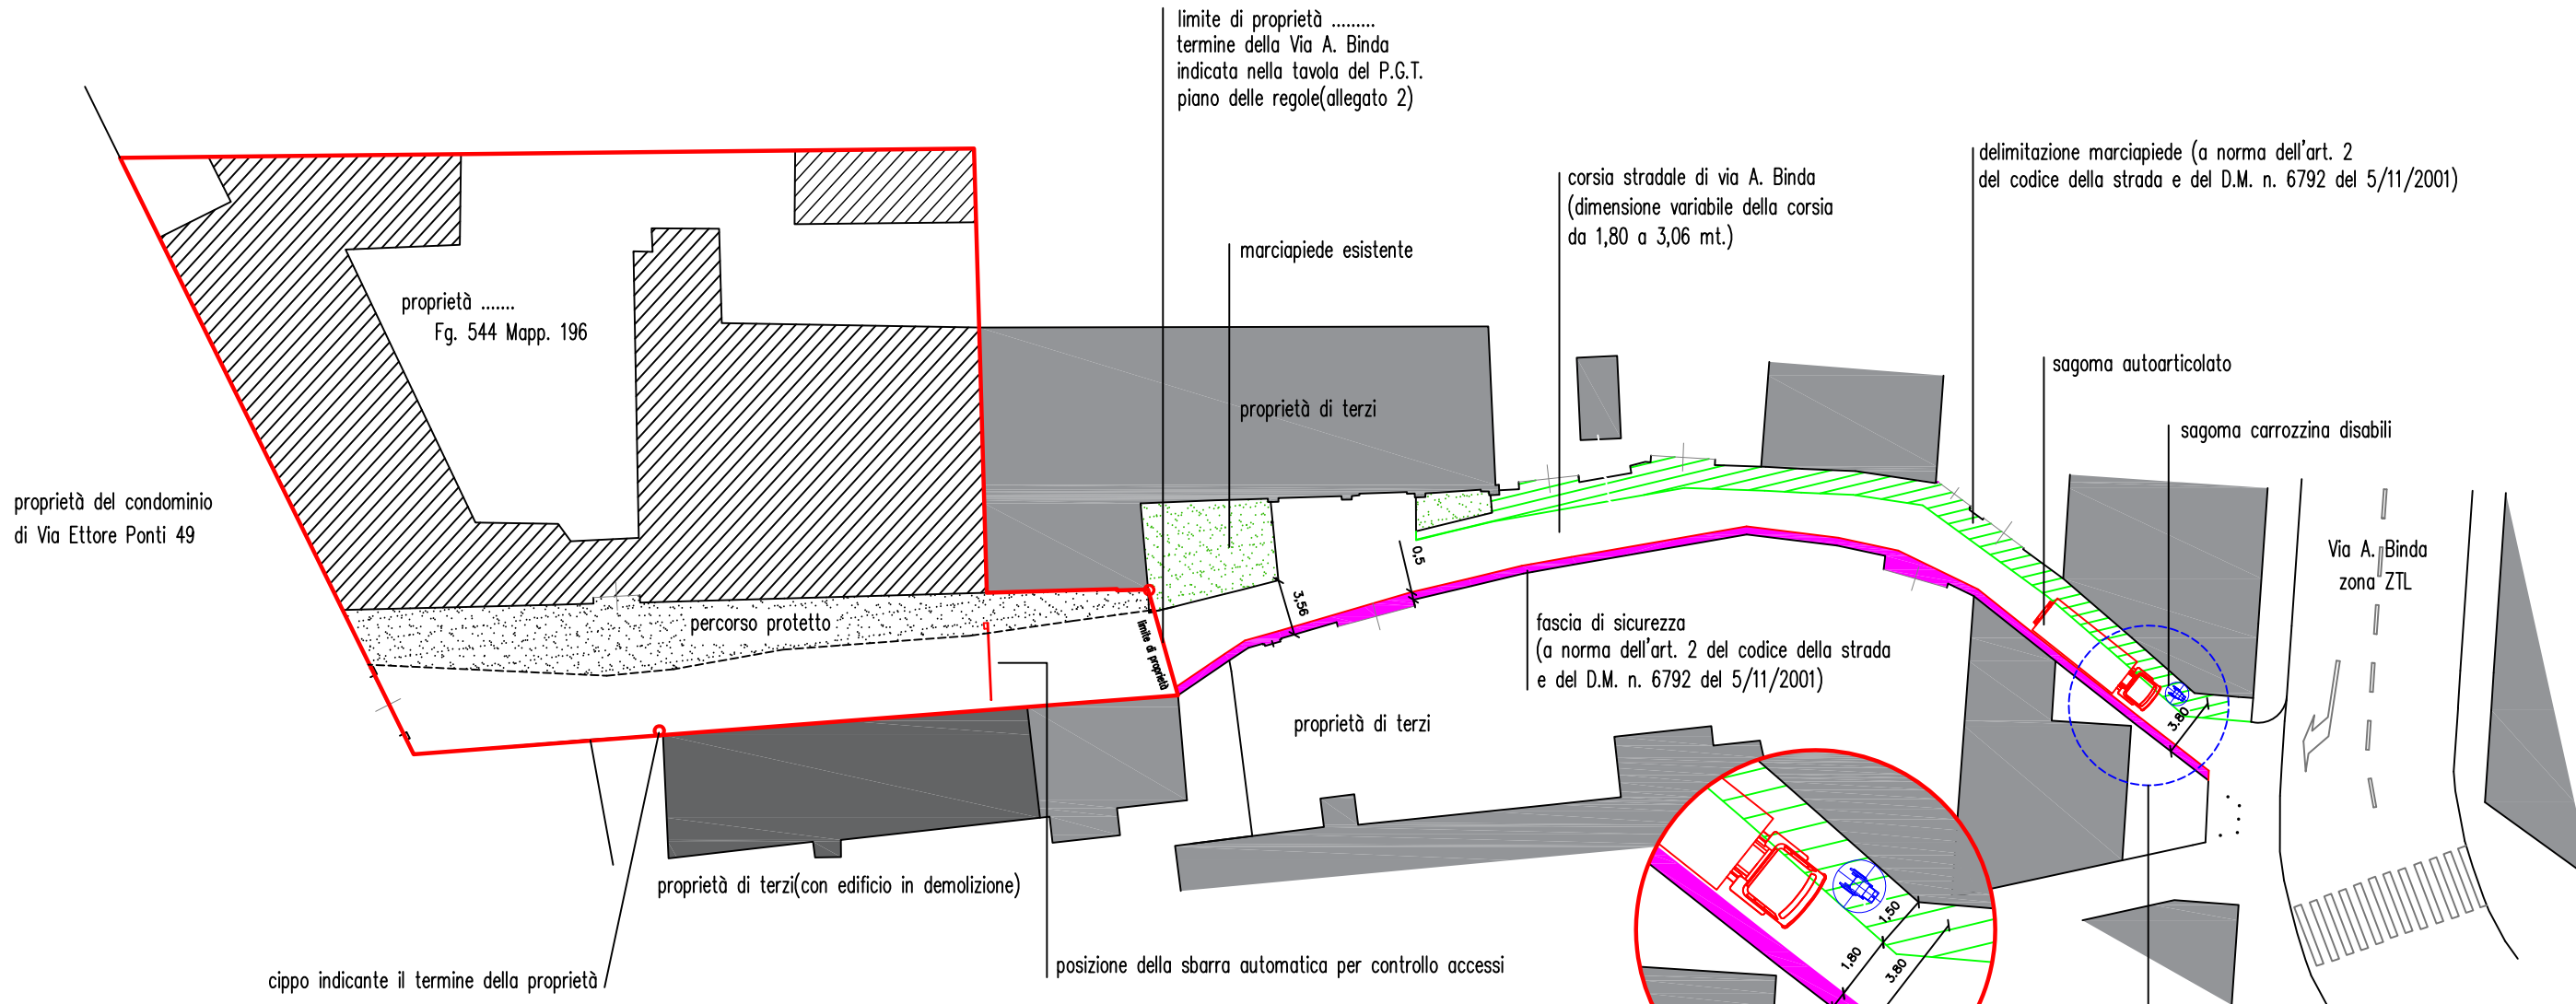 limite di proprietà .........
termine della Via A. Binda
indicata nella tavola del P.G.T.
piano delle regole(allegato 2)
delimitazione marciapiede (a norma dell'art. 2
del codice della strada e del D.M. n. 6792 del 5/11/2001)
corsia stradale di via A. Binda
(dimensione variabile della corsia
da 1,80 a 3,06 mt.)
marciapiede esistente
proprietà .......
Fg. 544 Mapp. 196
sagoma autoarticolato
proprietà di terzi
sagoma carrozzina disabili
proprietà del condominio
di Via Ettore Ponti 49
Via A. Binda
zona ZTL
0,5
3,56
percorso protetto
limite di proprietà
fascia di sicurezza
(a norma dell'art. 2 del codice della strada
e del D.M. n. 6792 del 5/11/2001)
3.80
proprietà di terzi
proprietà di terzi(con edificio in demolizione)
1,50
1,80
3.80
posizione della sbarra automatica per controllo accessi
cippo indicante il termine della proprietà